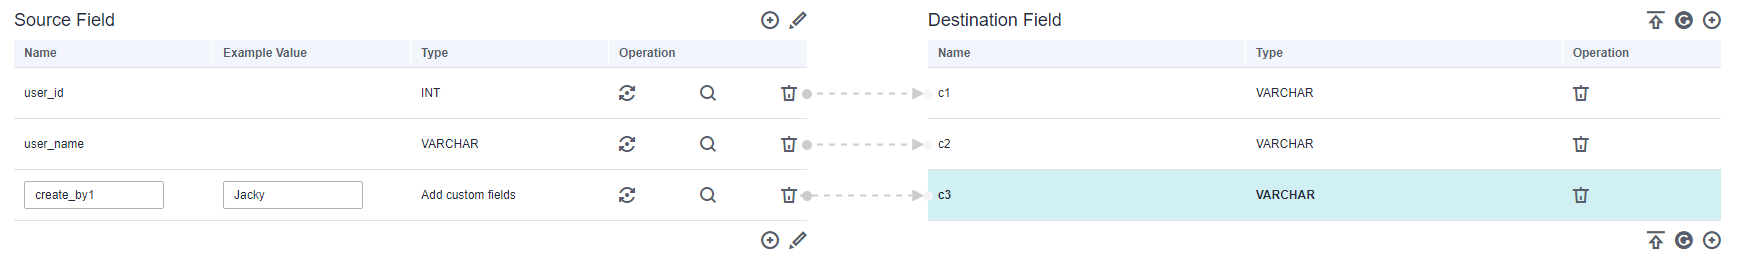 Source Field Destination Field
Name Example Value Type Operation Name Type Operation
user_id INT c1 VARCHAR
user_name VARCHAR c2 VARCHAR
create_by1 Jacky Add custom fields c3 VARCHAR